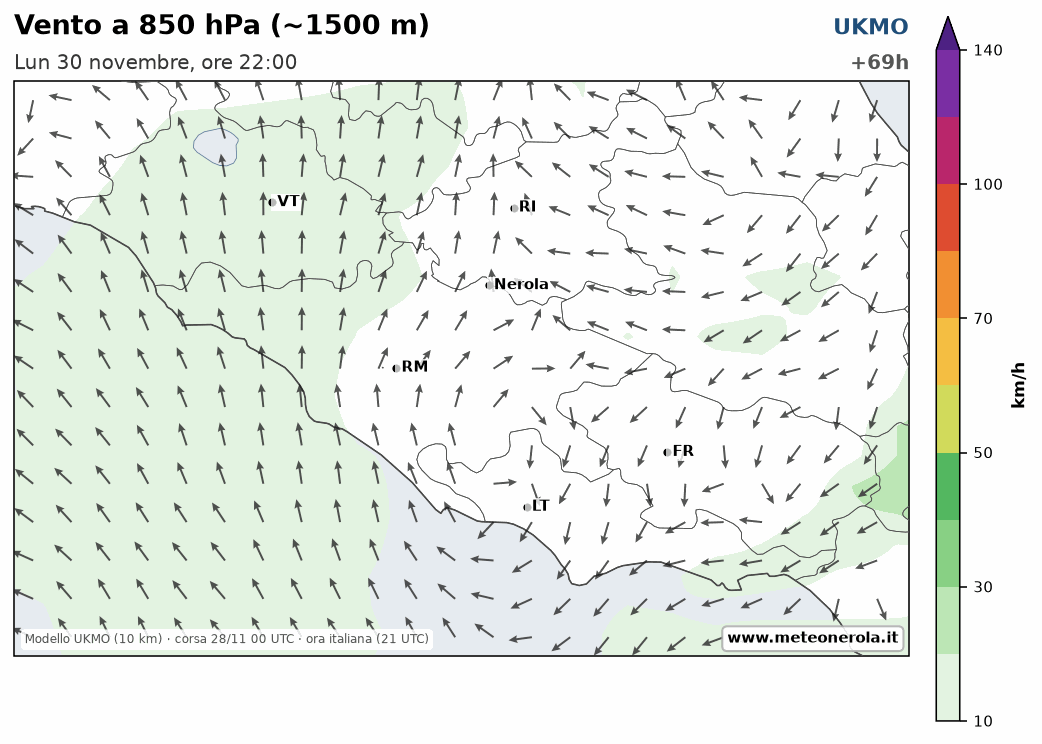 Vento a 850 hPa (~1500 m)
UKMO
Lun 30 novembre, ore 22:00
+69h
VT
RI
Nerola
RM
FR
LT
Modello UKMO (10 km) · corsa 28/11 00 UTC · ora italiana (21 UTC)
www.meteonerola.it
140
100
70
50
30
10
km/h